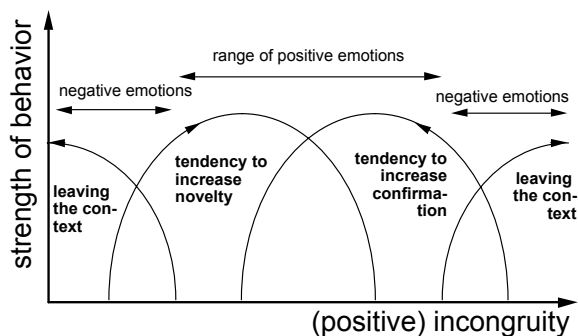 strength of behavior
range of positive emotions
negative emotions
negative emotions
tendency to
increase
novelty
tendency to
increase
confirma-
tion
leaving
the con-
text
leaving
the con-
text
(positive) incongruity